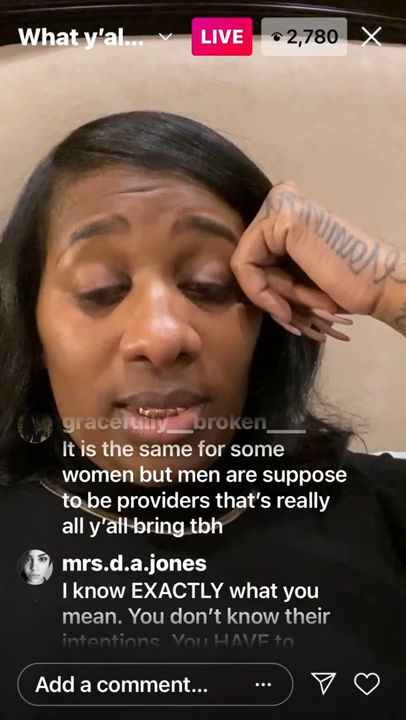 What y’al... LIVE 2,780
gracefully__broken___
It is the same for some
women but men are suppose
to be providers that’s really
all y’all bring tbh
mrs.d.a.jones
I know EXACTLY what you
mean. You don’t know their
intentions. You HAVE to
Add a comment...